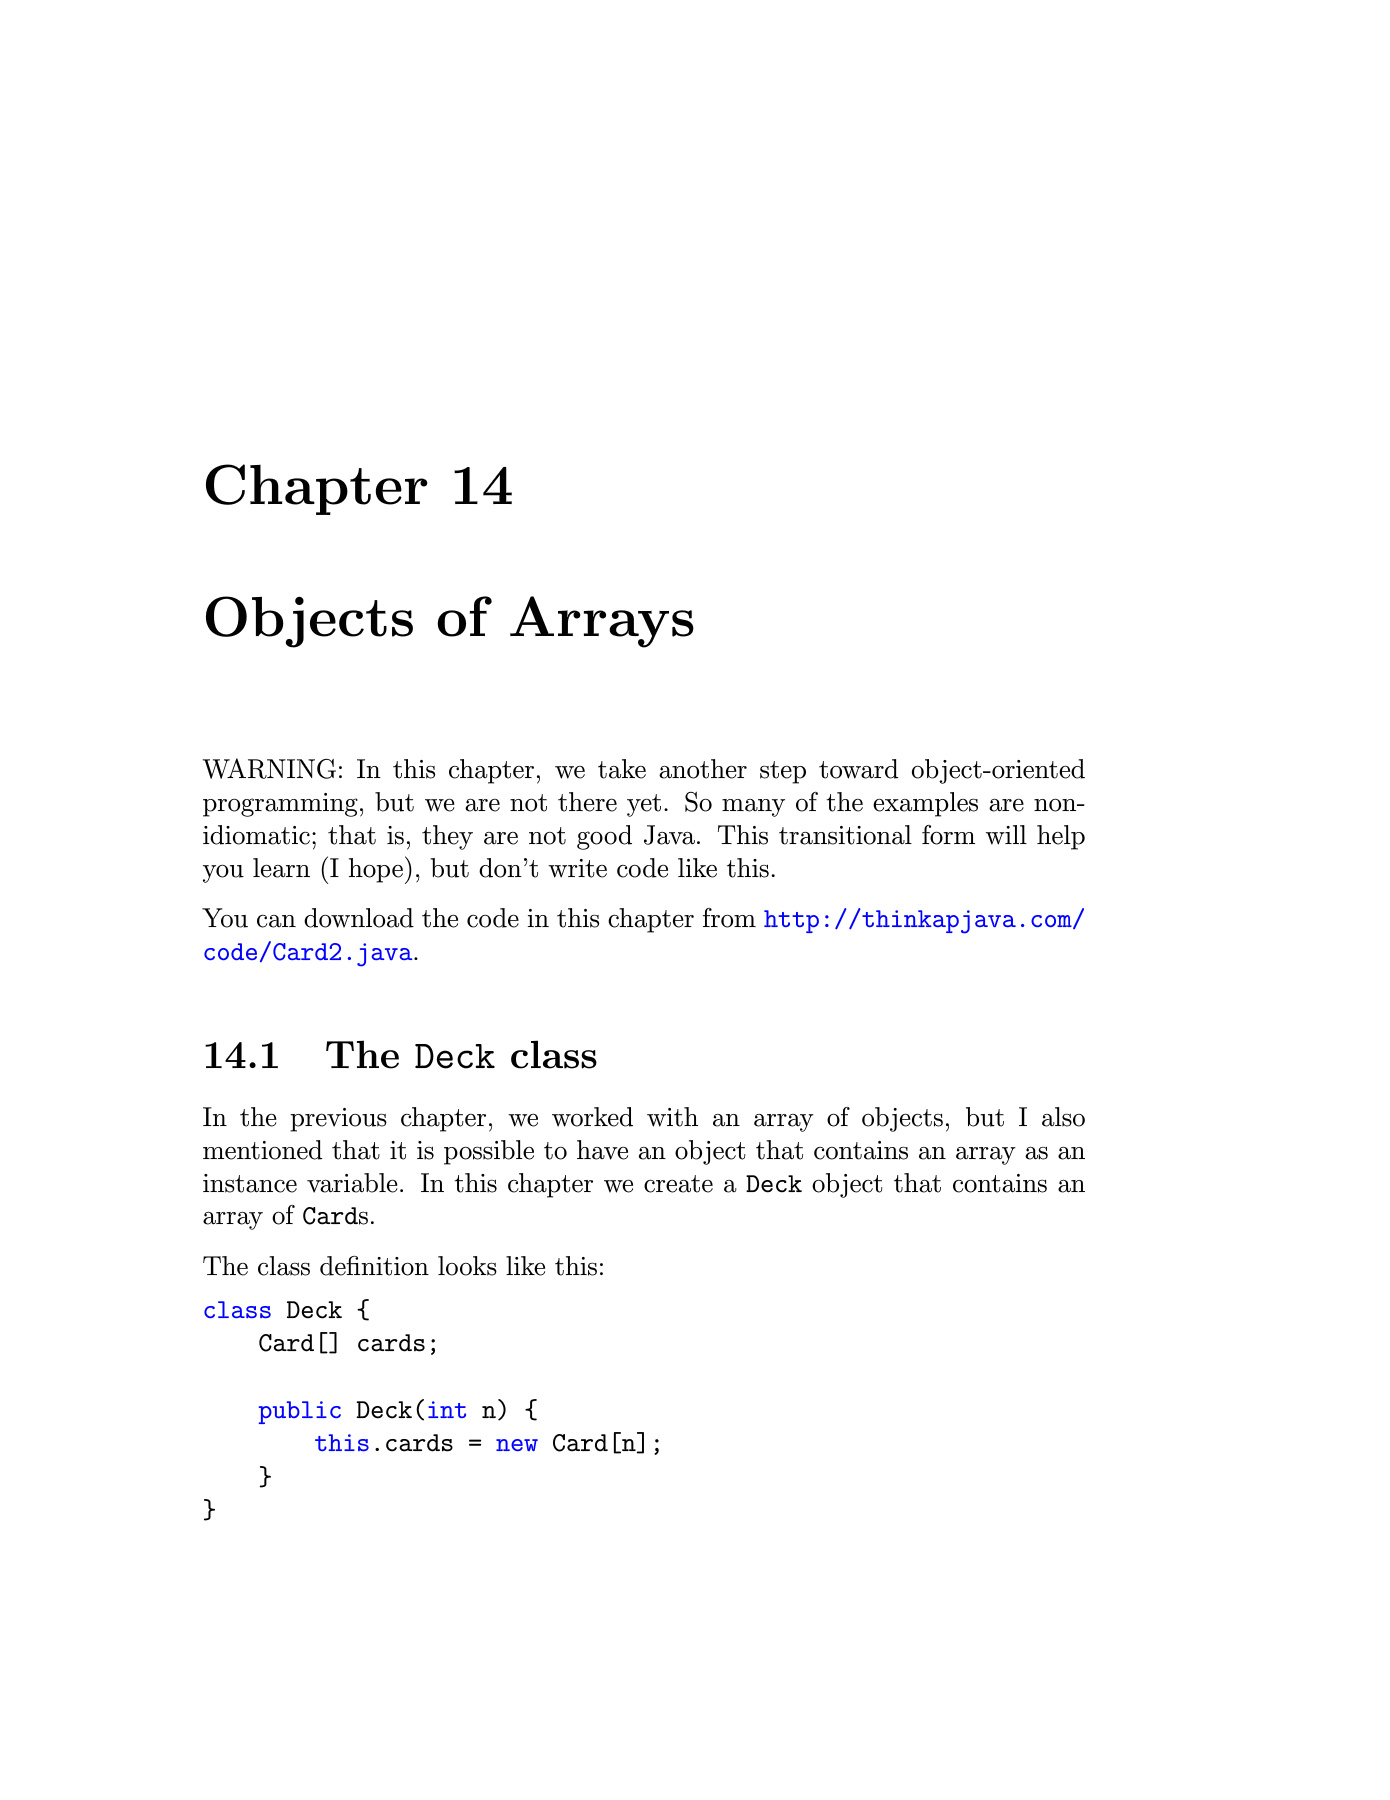 Chapter 14
Objects of Arrays
WARNING: In this chapter, we take another step toward object-oriented
programming, but we are not there yet. So many of the examples are non-
idiomatic; that is, they are not good Java. This transitional form will help
you learn (I hope), but don't write code like this.
You can download the code in this chapter from http://thinkapjava.com/
code/Card2.java.
14.1 The Deck class
In the previous chapter, we worked with an array of objects, but I also
mentioned that it is possible to have an object that contains an array as an
instance variable. In this chapter we create a Deck object that contains an
array of Cards.
The class definition looks like this:
class Deck {
    Card[] cards;
    public Deck(int n) {
        this.cards = new Card[n];
    }
}